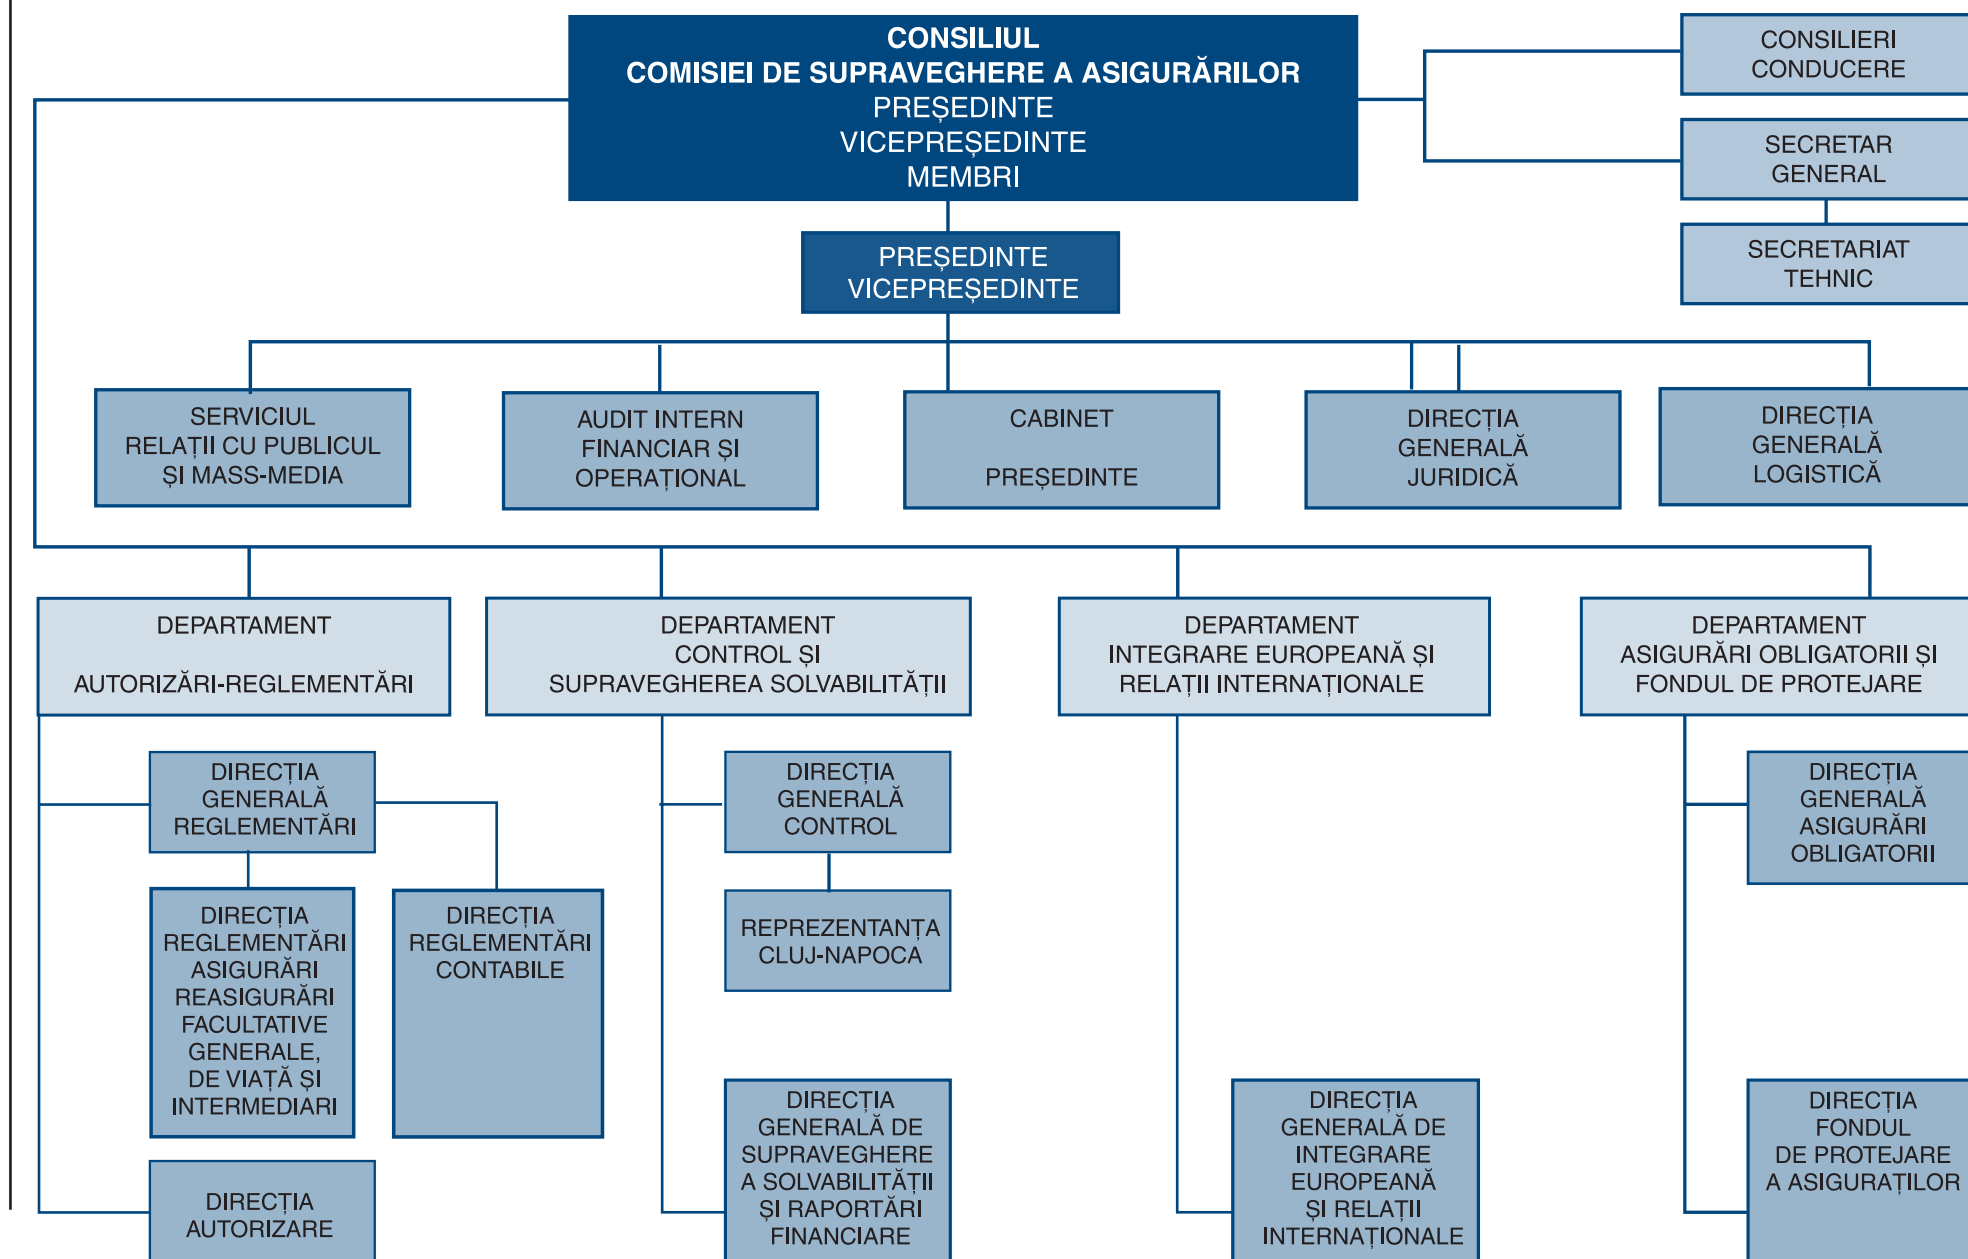 CONSILIUL
COMISIEI DE SUPRAVEGHERE A ASIGURĂRILOR
PREȘEDINTE
VICEPREȘEDINTE
MEMBRI
CONSILIERI
CONDUCERE
SECRETAR
GENERAL
SECRETARIAT
TEHNIC
PREȘEDINTE
VICEPREȘEDINTE
SERVICIUL
RELAȚII CU PUBLICUL
ȘI MASS-MEDIA
AUDIT INTERN
FINANCIAR ȘI
OPERAȚIONAL
CABINET
PREȘEDINTE
DIRECȚIA
GENERALĂ
JURIDICĂ
DIRECȚIA
GENERALĂ
LOGISTICĂ
DEPARTAMENT
AUTORIZĂRI-REGLEMENTĂRI
DEPARTAMENT
CONTROL ȘI
SUPRAVEGHEREA SOLVABILITĂȚII
DEPARTAMENT
INTEGRARE EUROPEANĂ ȘI
RELAȚII INTERNAȚIONALE
DEPARTAMENT
ASIGURĂRI OBLIGATORII ȘI
FONDUL DE PROTEJARE
DIRECȚIA
GENERALĂ
REGLEMENTĂRI
DIRECȚIA
REGLEMENTĂRI
ASIGURĂRI
REASIGURĂRI
FACULTATIVE
GENERALE,
DE VIAȚĂ ȘI
INTERMEDIARI
DIRECȚIA
REGLEMENTĂRI
CONTABILE
DIRECȚIA
AUTORIZARE
DIRECȚIA
GENERALĂ
CONTROL
REPREZENTANȚA
CLUJ-NAPOCA
DIRECȚIA
GENERALĂ DE
SUPRAVEGHERE
A SOLVABILITĂȚII
ȘI RAPORTĂRI
FINANCIARE
DIRECȚIA
GENERALĂ DE
INTEGRARE
EUROPEANĂ
ȘI RELAȚII
INTERNAȚIONALE
DIRECȚIA
GENERALĂ
ASIGURĂRI
OBLIGATORII
DIRECȚIA
FONDUL
DE PROTEJARE
A ASIGURAȚILOR